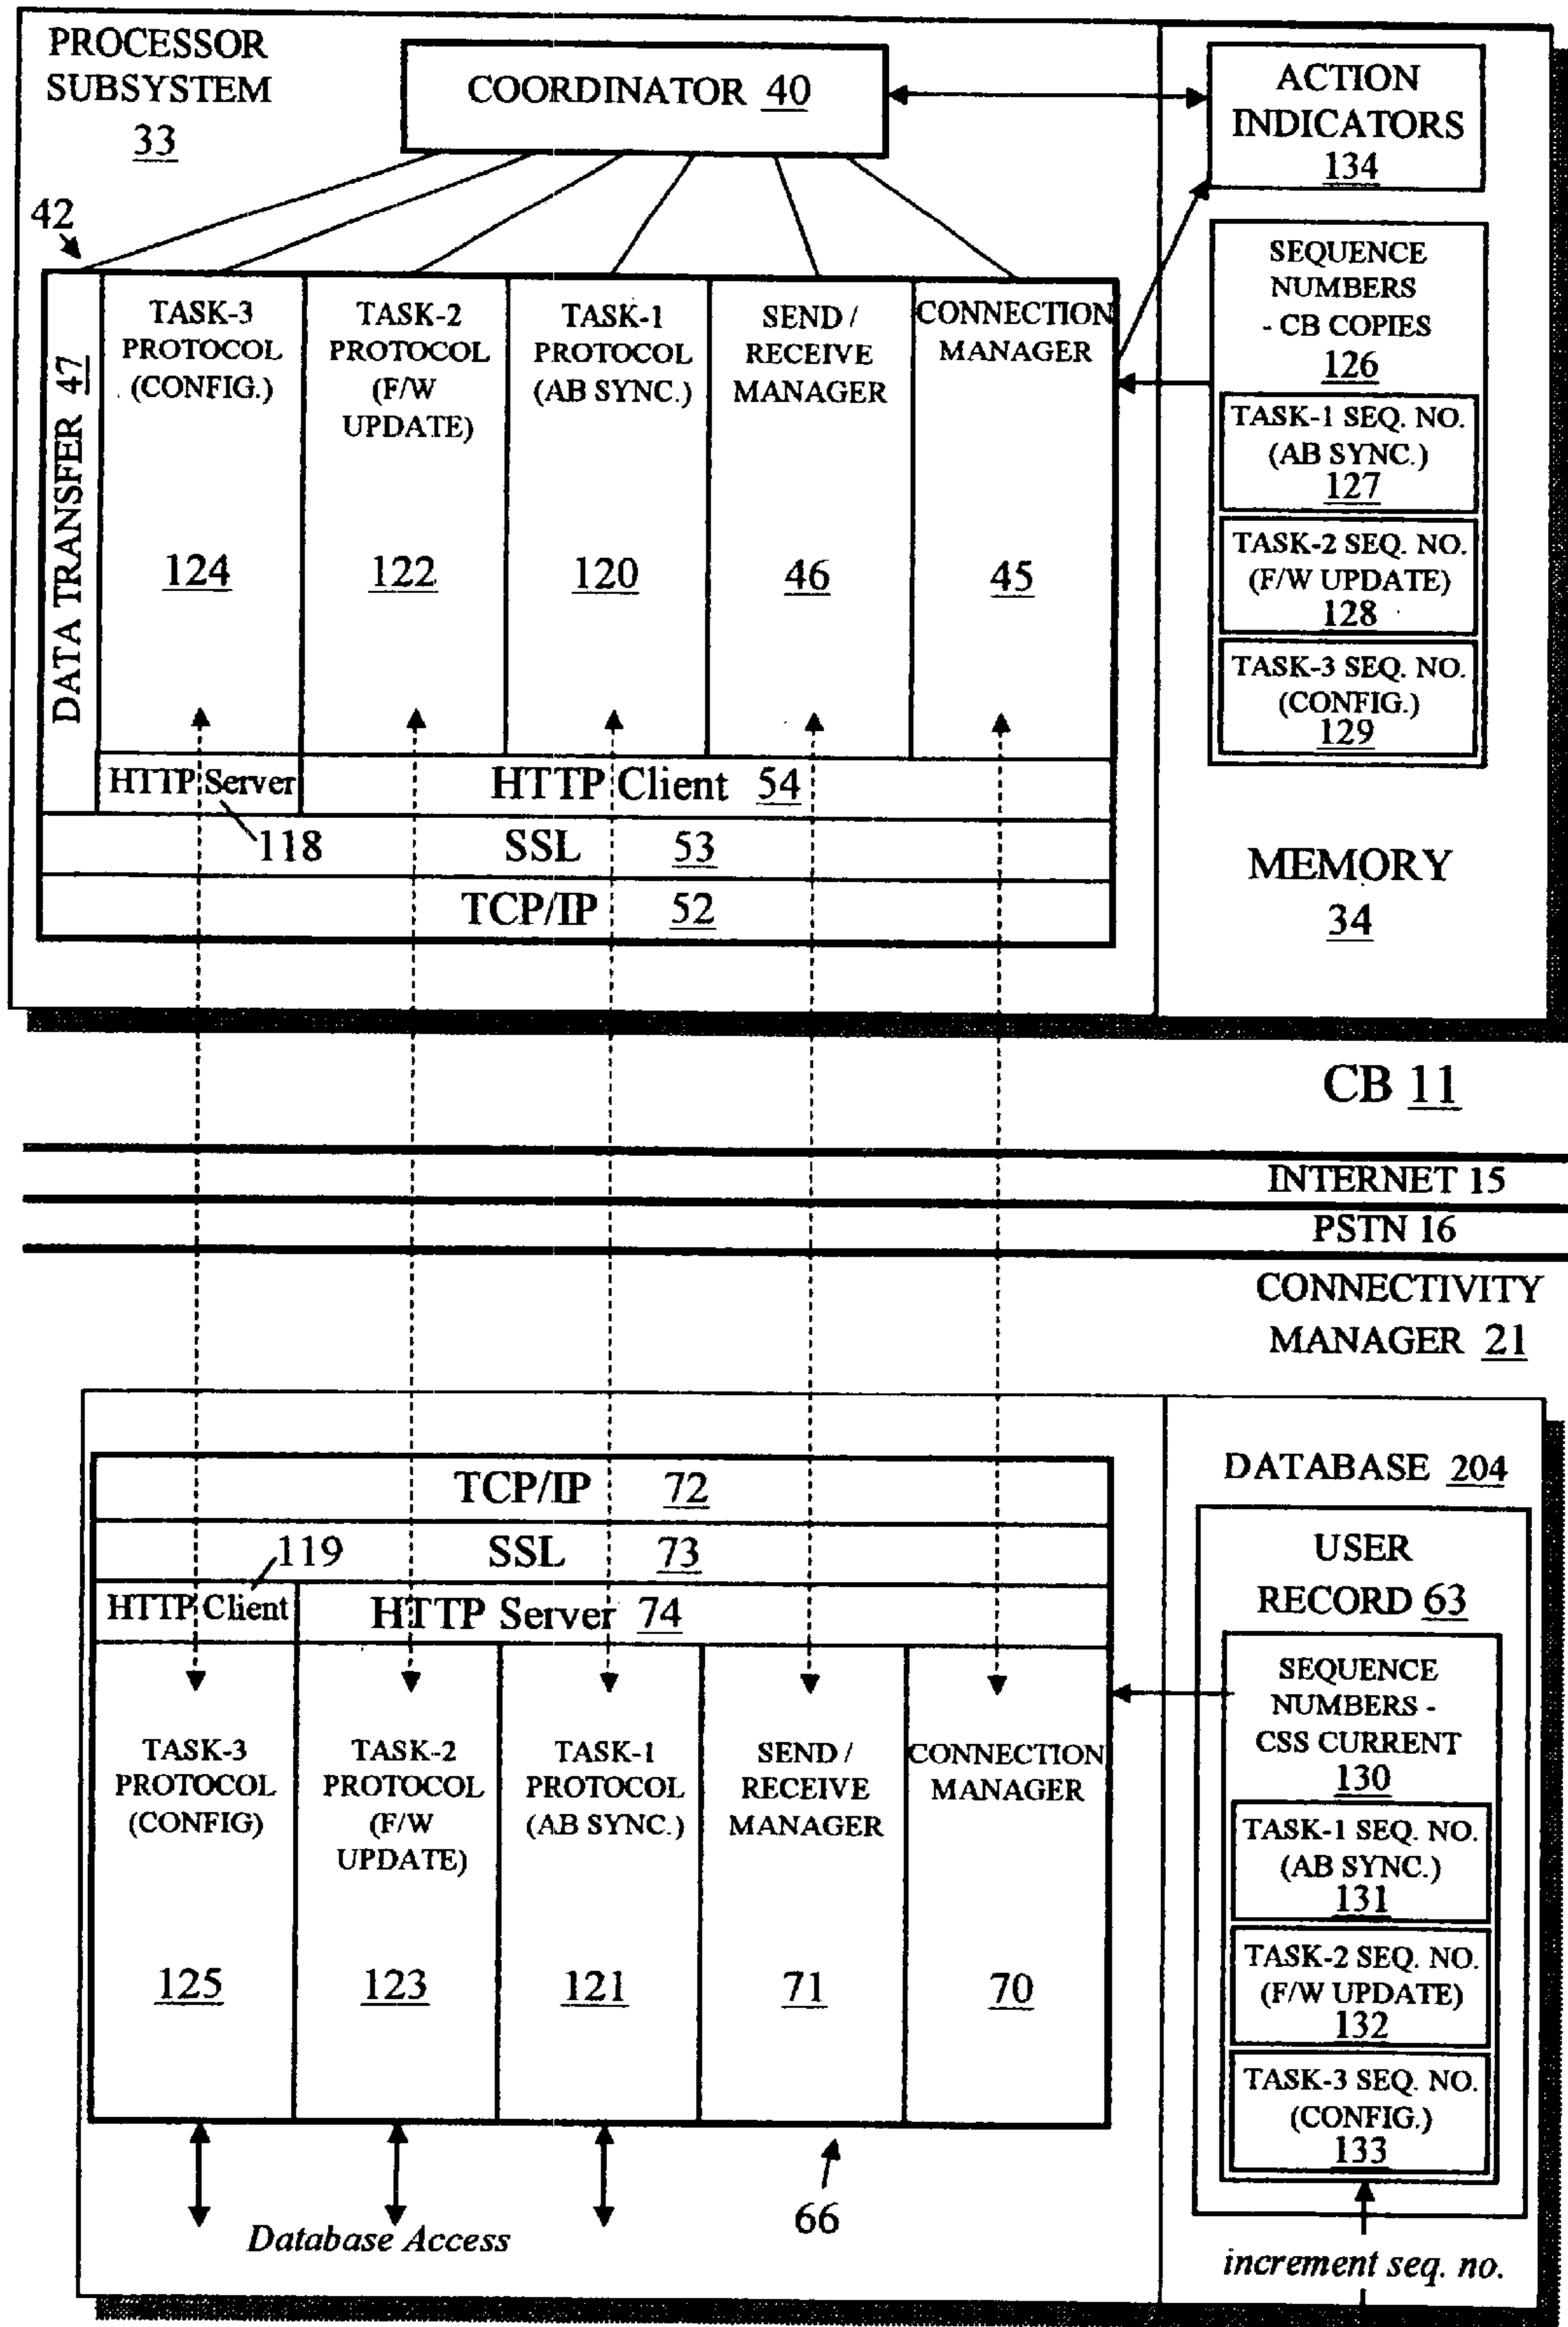 PROCESSOR
SUBSYSTEM
33
COORDINATOR 40
ACTION
INDICATORS
134
42
DATA TRANSFER 47
TASK-3
PROTOCOL
(CONFIG.)
124
TASK-2
PROTOCOL
(F/W
UPDATE)
122
TASK-1
PROTOCOL
(AB SYNC.)
120
SEND /
RECEIVE
MANAGER
46
CONNECTION
MANAGER
45
SEQUENCE
NUMBERS
- CB COPIES
126
TASK-1 SEQ. NO.
(AB SYNC.)
127
TASK-2 SEQ. NO.
(F/W UPDATE)
128
TASK-3 SEQ. NO.
(CONFIG.)
129
HTTP Server
118
HTTP Client 54
SSL 53
TCP/IP 52
MEMORY
34
CB 11
INTERNET 15
PSTN 16
CONNECTIVITY
MANAGER 21
TCP/IP 72
SSL 73
119
HTTP Client
HTTP Server 74
TASK-3
PROTOCOL
(CONFIG)
125
TASK-2
PROTOCOL
(F/W
UPDATE)
123
TASK-1
PROTOCOL
(AB SYNC.)
121
SEND /
RECEIVE
MANAGER
71
CONNECTION
MANAGER
70
DATABASE 204
USER
RECORD 63
SEQUENCE
NUMBERS -
CSS CURRENT
130
TASK-1 SEQ. NO.
(AB SYNC.)
131
TASK-2 SEQ. NO.
(F/W UPDATE)
132
TASK-3 SEQ. NO.
(CONFIG.)
133
Database Access
66
increment seq. no.